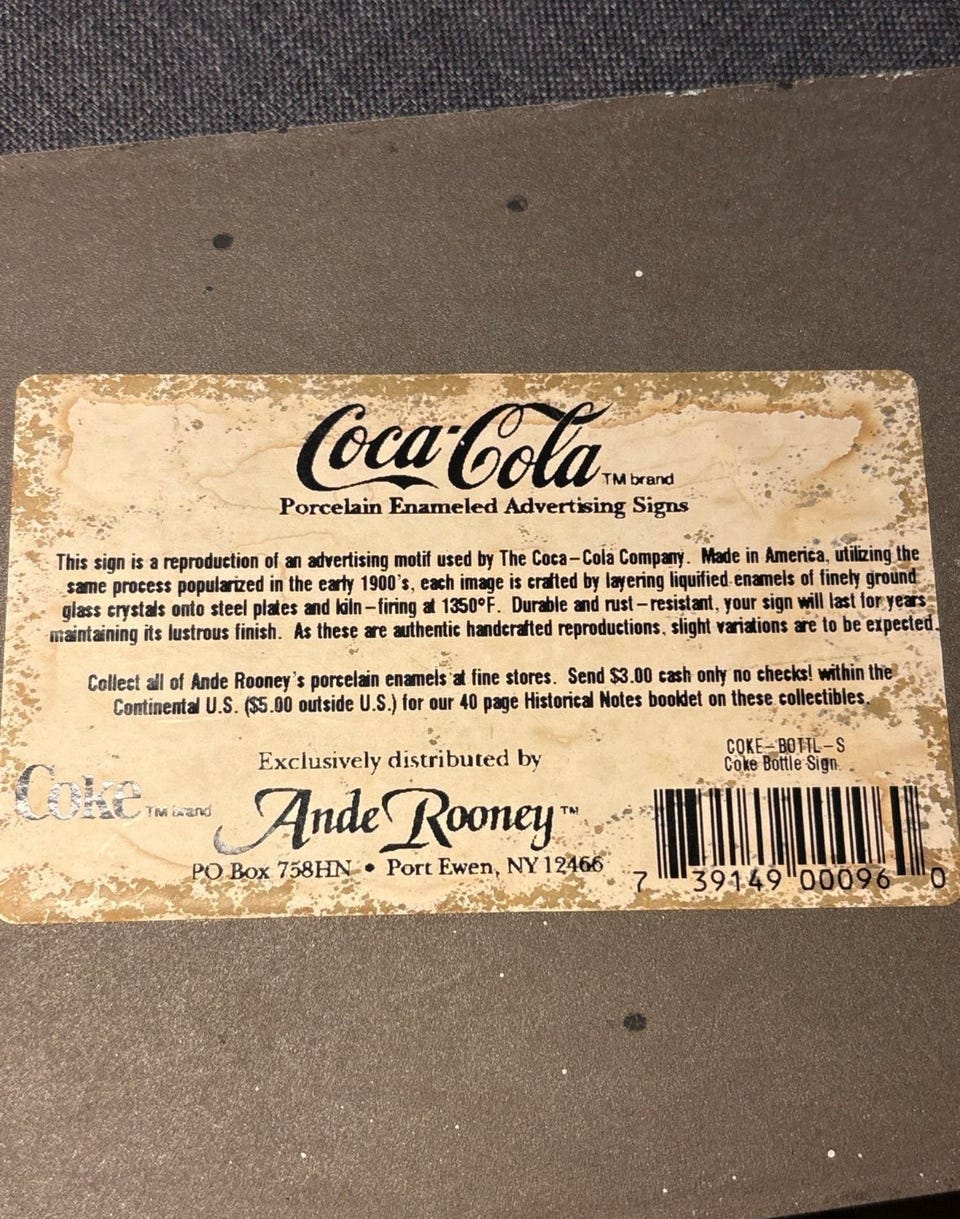 Coca-Cola TM brand
Porcelain Enameled Advertising Signs
This sign is a reproduction of an advertising motif used by The Coca-Cola Company. Made in America, utilizing the
same process popularized in the early 1900's, each image is crafted by layering liquified enamels of finely ground
glass crystals onto steel plates and kiln-firing at 1350°F. Durable and rust-resistant, your sign will last for years
maintaining its lustrous finish. As these are authentic handcrafted reproductions, slight variations are to be expected.
Collect all of Ande Rooney's porcelain enamels at fine stores. Send $3.00 cash only no checks! within the
Continental U.S. ($5.00 outside U.S.) for our 40 page Historical Notes booklet on these collectibles.
Exclusively distributed by
COKE-BOTTL-S
Coke Bottle Sign
Coke TM brand
Ande Rooney™
PO Box 758HN • Port Ewen, NY 12466
7 39149 00096 0